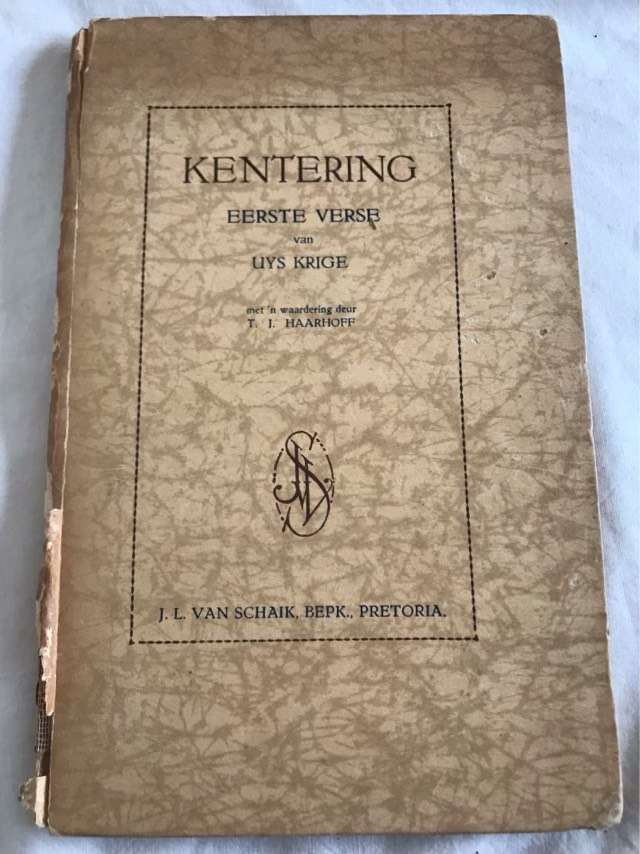 KENTERING
EERSTE VERSE
van
UYS KRIGE
met 'n waardering deur
T. J. HAARHOFF
J. L. VAN SCHAIK, BEPK., PRETORIA.